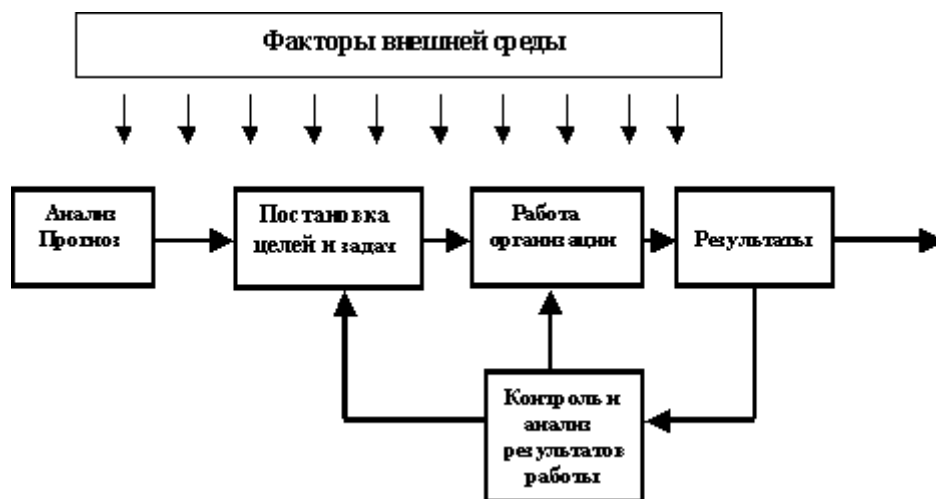 Факторы внешней среды
Анализ
Прогноз
Постановка
целей и задач
Работа
организации
Результаты
Контроль и
анализ
результатов
работы